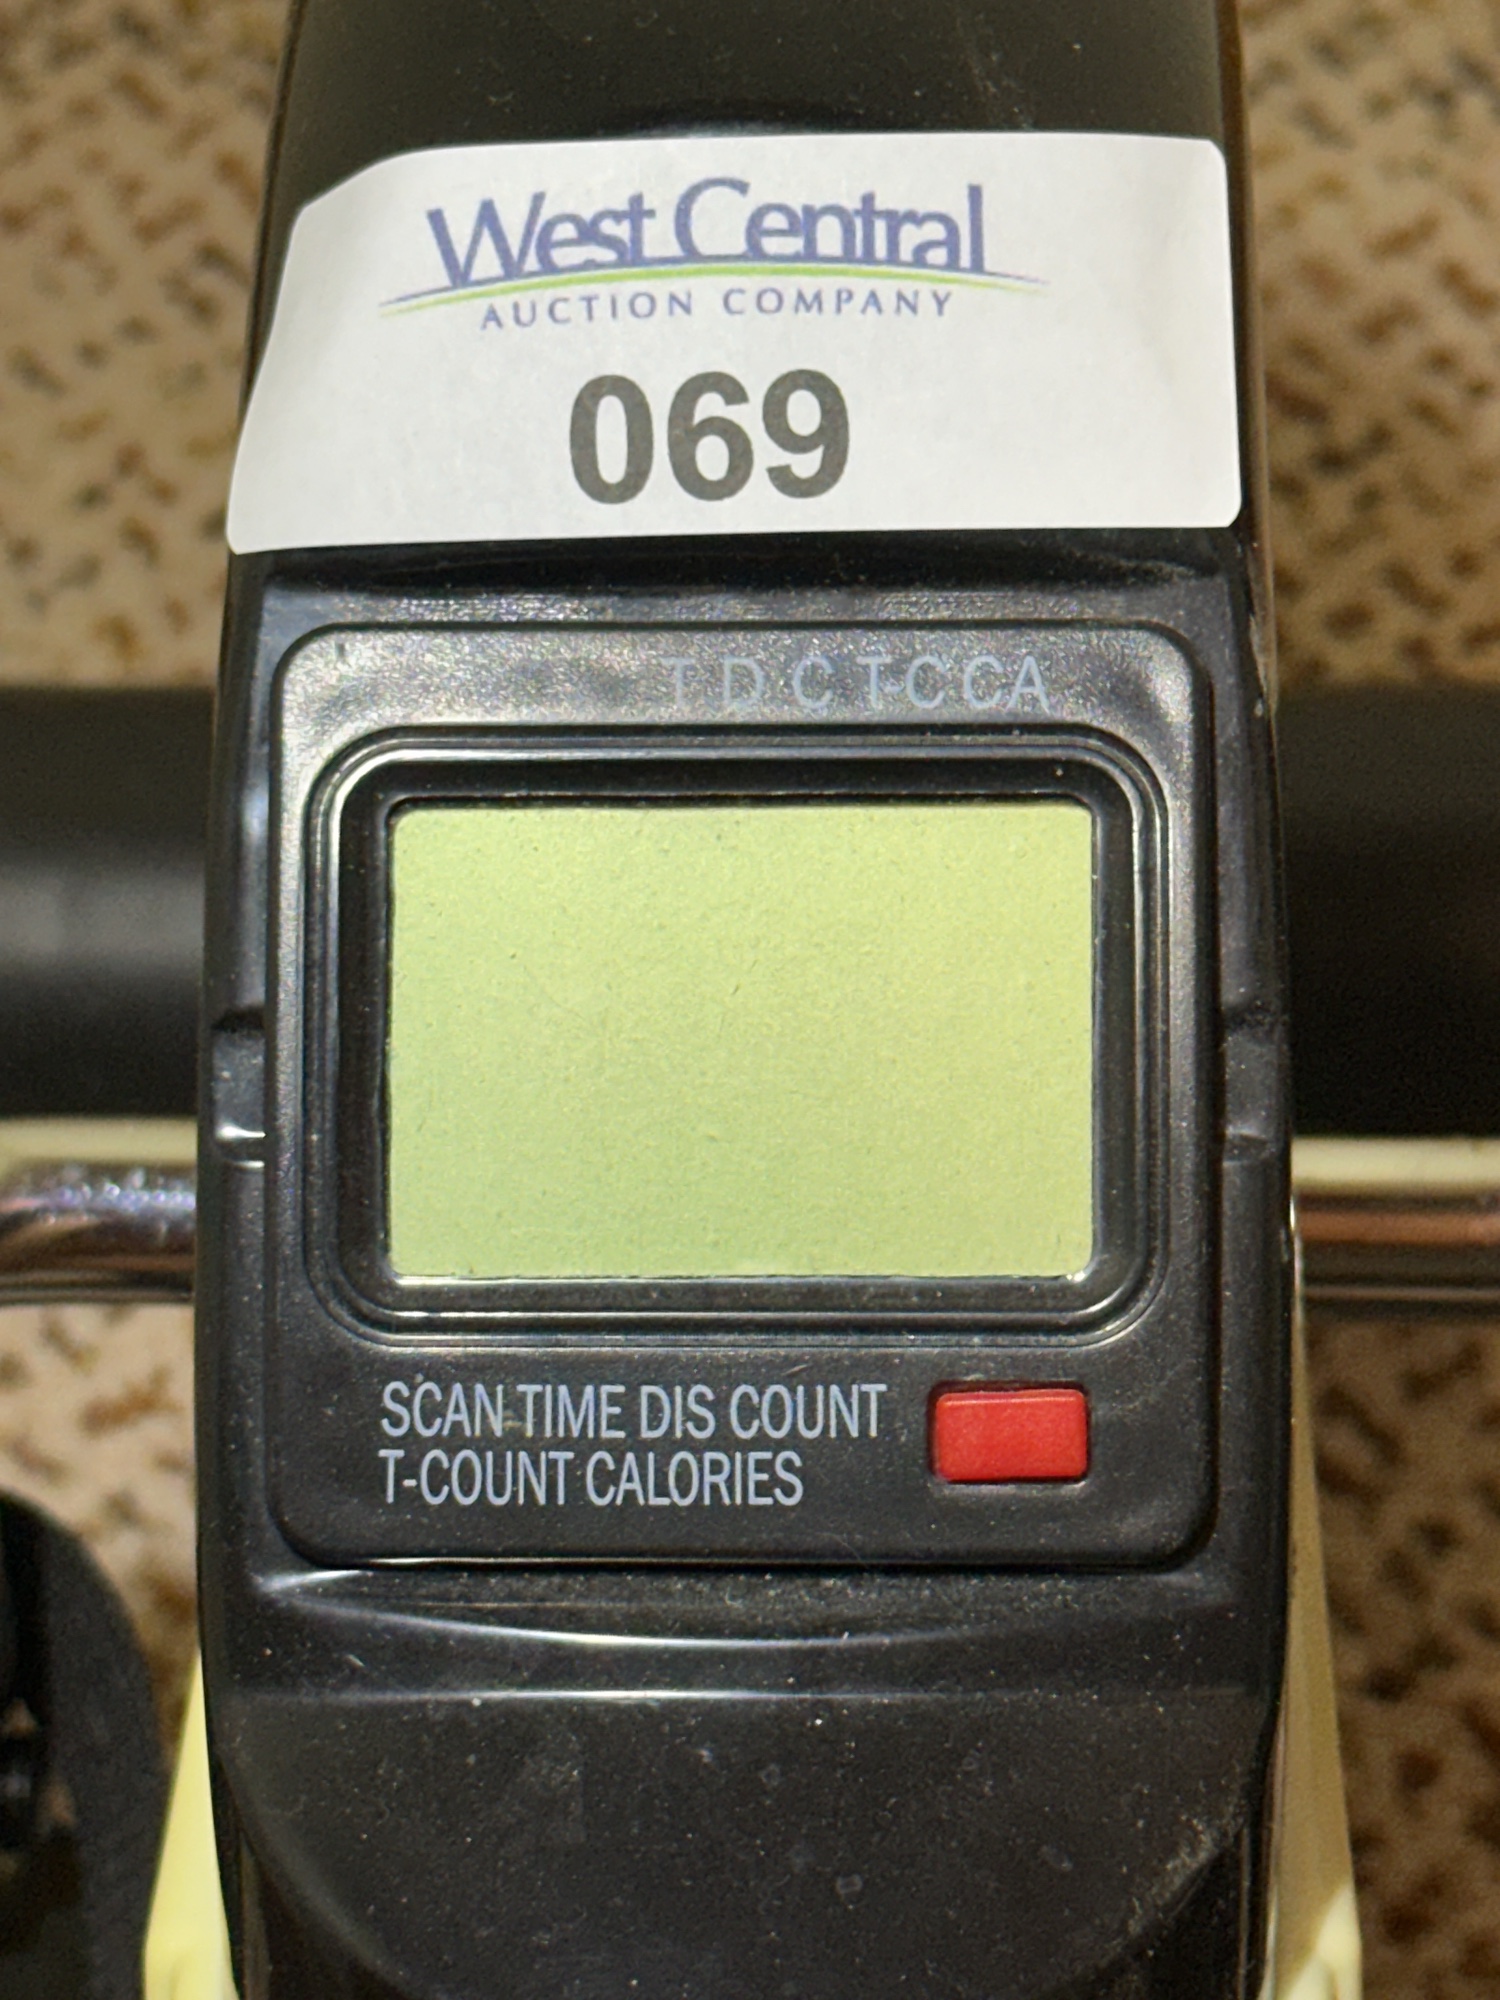 West Central
AUCTION COMPANY
069
T D C T-C CA
SCAN TIME DIS COUNT
T-COUNT CALORIES